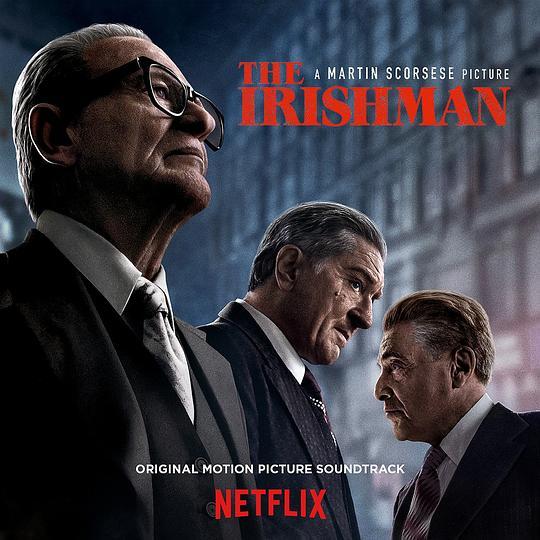 THE A MARTIN SCORSESE PICTURE
IRISHMAN
ORIGINAL MOTION PICTURE SOUNDTRACK
NETFLIX